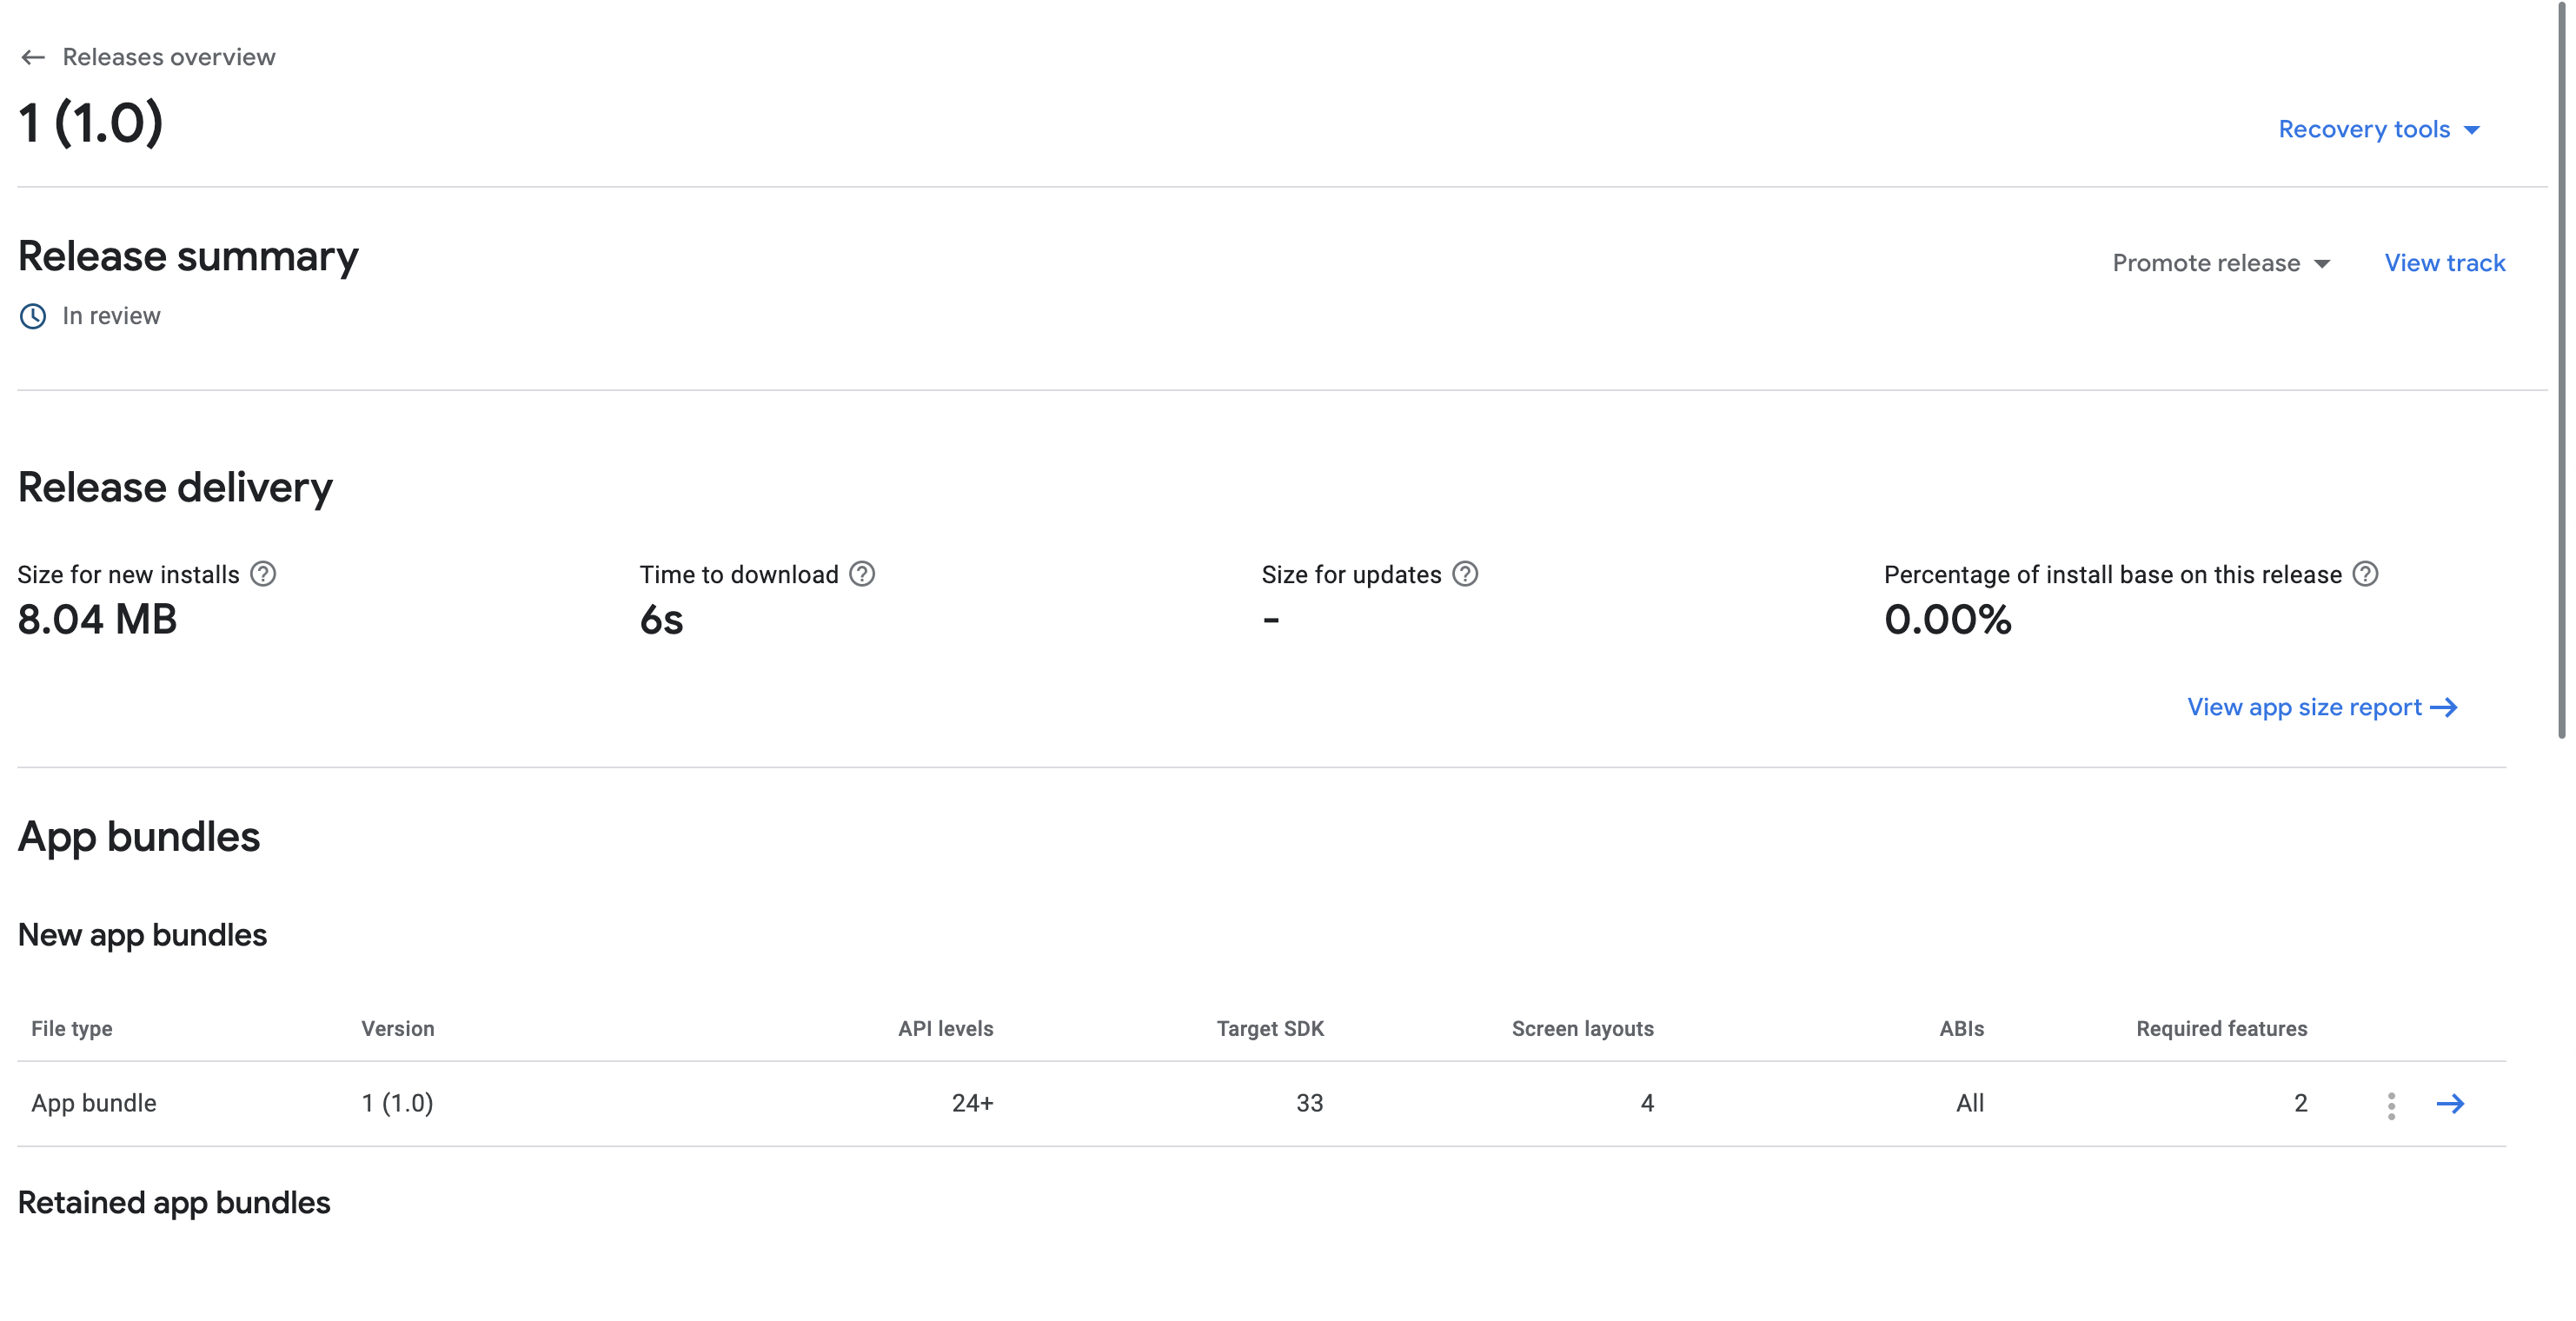 Releases overview
1 (1.0)
Recovery tools
Release summary
Promote release
View track
In review
Release delivery
Size for new installs
Time to download
Size for updates
Percentage of install base on this release
8.04 MB
6s
-
0.00%
View app size report
App bundles
New app bundles
File type Version API levels Target SDK Screen layouts ABIs Required features
App bundle 1 (1.0) 24+ 33 4 All 2
Retained app bundles